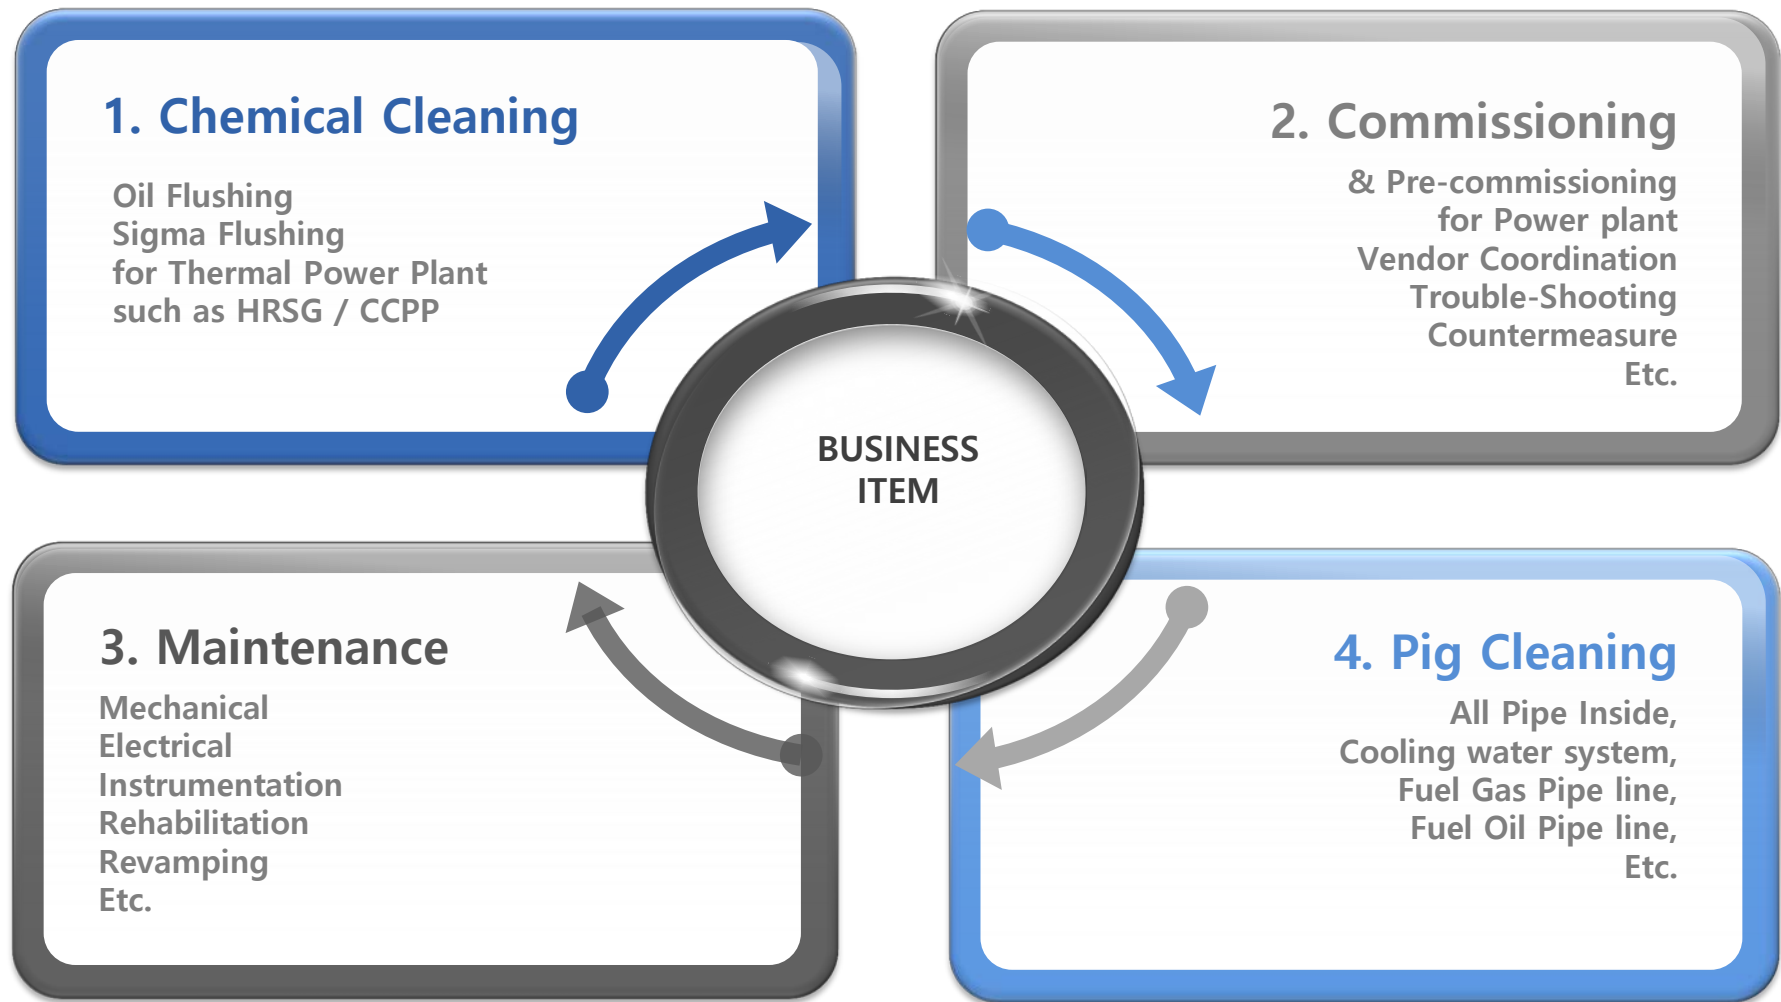 1. Chemical Cleaning
Oil Flushing
Sigma Flushing
for Thermal Power Plant
such as HRSG / CCPP
2. Commissioning
& Pre-commissioning
for Power plant
Vendor Coordination
Trouble-Shooting
Countermeasure
Etc.
BUSINESS
ITEM
3. Maintenance
Mechanical
Electrical
Instrumentation
Rehabilitation
Revamping
Etc.
4. Pig Cleaning
All Pipe Inside,
Cooling water system,
Fuel Gas Pipe line,
Fuel Oil Pipe line,
Etc.